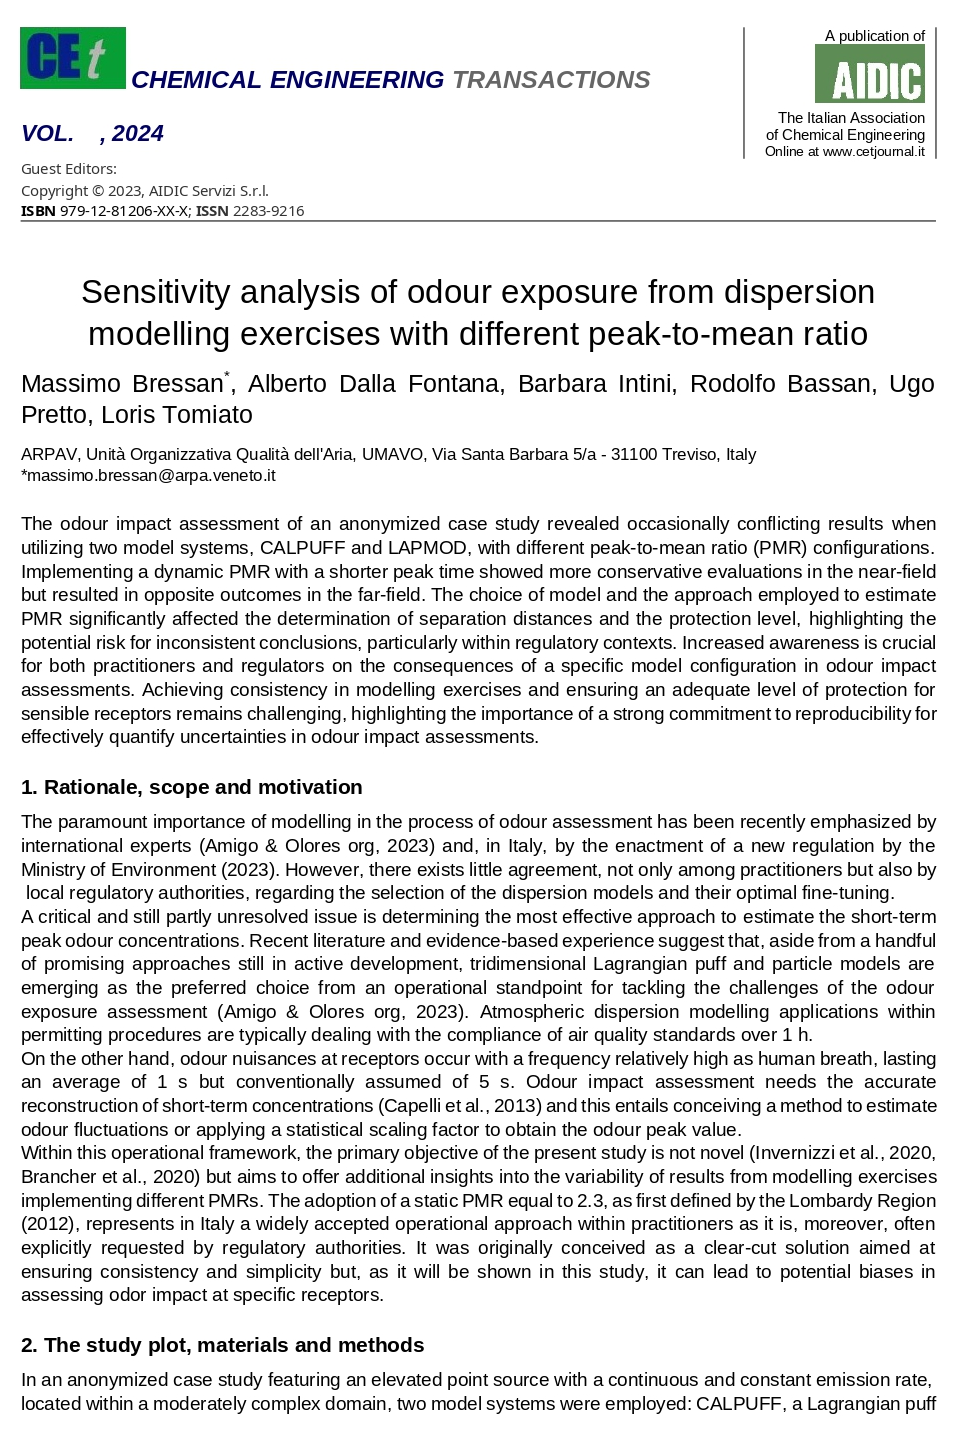 CEt
CHEMICAL ENGINEERING TRANSACTIONS
A publication of
AIDIC
The Italian Association
of Chemical Engineering
Online at www.cetjournal.it
VOL. , 2024
Guest Editors:
Copyright © 2023, AIDIC Servizi S.r.l.
ISBN 979-12-81206-XX-X; ISSN 2283-9216
Sensitivity analysis of odour exposure from dispersion
modelling exercises with different peak-to-mean ratio
Massimo Bressan*, Alberto Dalla Fontana, Barbara Intini, Rodolfo Bassan, Ugo
Pretto, Loris Tomiato
ARPAV, Unità Organizzativa Qualità dell'Aria, UMAVO, Via Santa Barbara 5/a - 31100 Treviso, Italy
*massimo.bressan@arpa.veneto.it
The odour impact assessment of an anonymized case study revealed occasionally conflicting results when
utilizing two model systems, CALPUFF and LAPMOD, with different peak-to-mean ratio (PMR) configurations.
Implementing a dynamic PMR with a shorter peak time showed more conservative evaluations in the near-field
but resulted in opposite outcomes in the far-field. The choice of model and the approach employed to estimate
PMR significantly affected the determination of separation distances and the protection level, highlighting the
potential risk for inconsistent conclusions, particularly within regulatory contexts. Increased awareness is crucial
for both practitioners and regulators on the consequences of a specific model configuration in odour impact
assessments. Achieving consistency in modelling exercises and ensuring an adequate level of protection for
sensible receptors remains challenging, highlighting the importance of a strong commitment to reproducibility for
effectively quantify uncertainties in odour impact assessments.
1. Rationale, scope and motivation
The paramount importance of modelling in the process of odour assessment has been recently emphasized by
international experts (Amigo & Olores org, 2023) and, in Italy, by the enactment of a new regulation by the
Ministry of Environment (2023). However, there exists little agreement, not only among practitioners but also by
local regulatory authorities, regarding the selection of the dispersion models and their optimal fine-tuning.
A critical and still partly unresolved issue is determining the most effective approach to estimate the short-term
peak odour concentrations. Recent literature and evidence-based experience suggest that, aside from a handful
of promising approaches still in active development, tridimensional Lagrangian puff and particle models are
emerging as the preferred choice from an operational standpoint for tackling the challenges of the odour
exposure assessment (Amigo & Olores org, 2023). Atmospheric dispersion modelling applications within
permitting procedures are typically dealing with the compliance of air quality standards over 1 h.
On the other hand, odour nuisances at receptors occur with a frequency relatively high as human breath, lasting
an average of 1 s but conventionally assumed of 5 s. Odour impact assessment needs the accurate
reconstruction of short-term concentrations (Capelli et al., 2013) and this entails conceiving a method to estimate
odour fluctuations or applying a statistical scaling factor to obtain the odour peak value.
Within this operational framework, the primary objective of the present study is not novel (Invernizzi et al., 2020,
Brancher et al., 2020) but aims to offer additional insights into the variability of results from modelling exercises
implementing different PMRs. The adoption of a static PMR equal to 2.3, as first defined by the Lombardy Region
(2012), represents in Italy a widely accepted operational approach within practitioners as it is, moreover, often
explicitly requested by regulatory authorities. It was originally conceived as a clear-cut solution aimed at
ensuring consistency and simplicity but, as it will be shown in this study, it can lead to potential biases in
assessing odor impact at specific receptors.
2. The study plot, materials and methods
In an anonymized case study featuring an elevated point source with a continuous and constant emission rate,
located within a moderately complex domain, two model systems were employed: CALPUFF, a Lagrangian puff